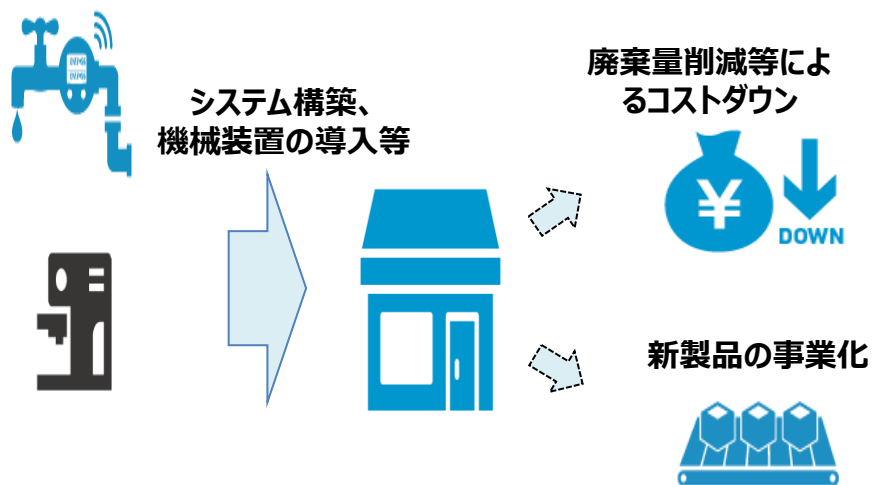 システム構築、
機械装置の導入等
廃棄量削減等によ
るコストダウン
¥
DOWN
新製品の事業化